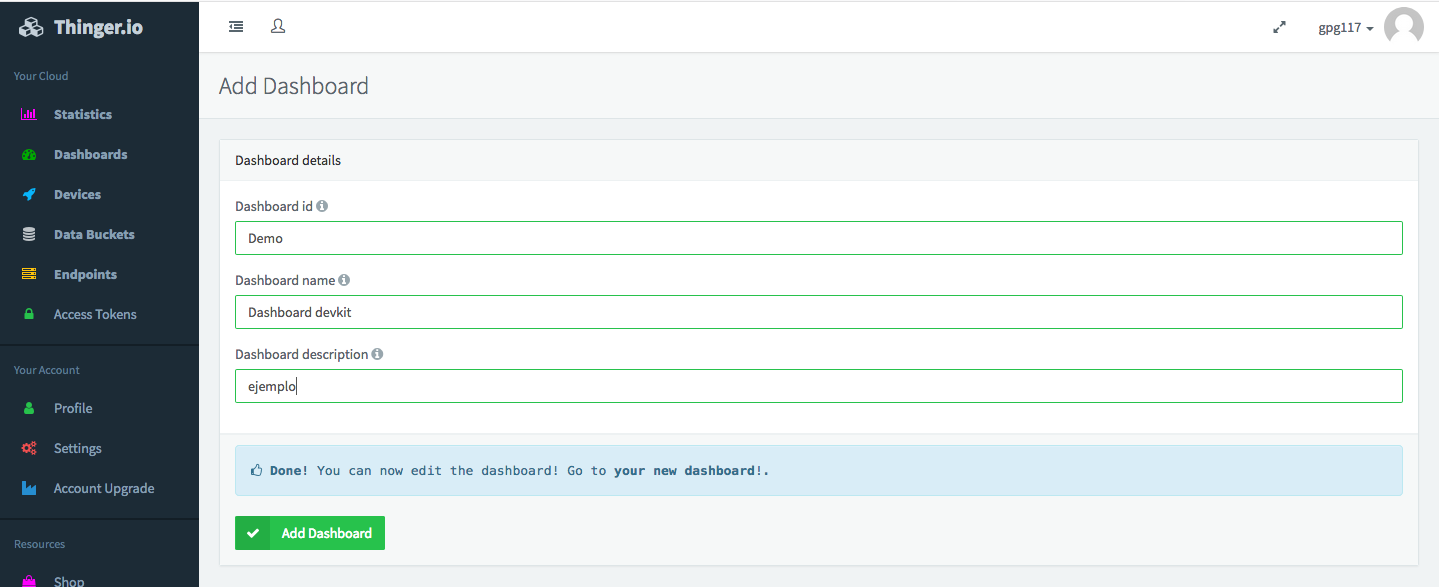 Thinger.io
gpg117
Your Cloud
Statistics
Dashboards
Devices
Data Buckets
Endpoints
Access Tokens
Your Account
Profile
Settings
Account Upgrade
Resources
Shop
Add Dashboard
Dashboard details
Dashboard id
Demo
Dashboard name
Dashboard devkit
Dashboard description
ejemplo
Done! You can now edit the dashboard! Go to your new dashboard!.
Add Dashboard